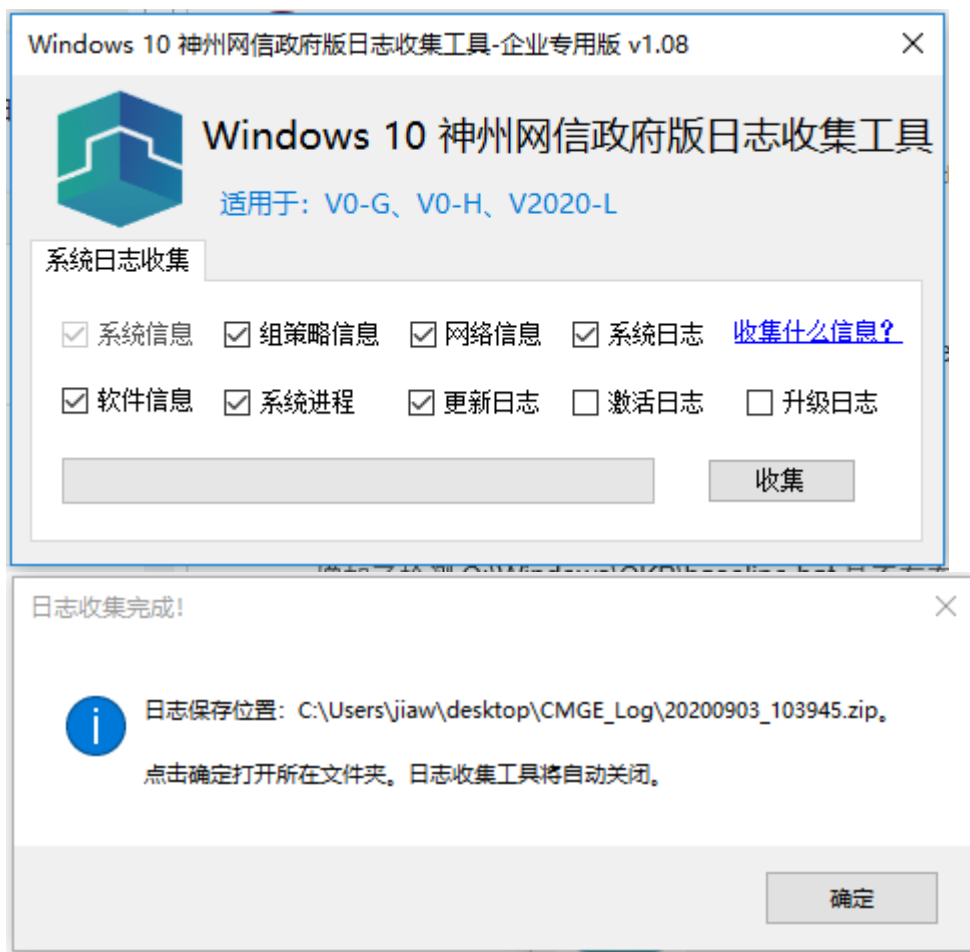 Windows 10 神州网信政府版日志收集工具-企业专用版 v1.08
Windows 10 神州网信政府版日志收集工具
适用于：V0-G、V0-H、V2020-L
系统日志收集
系统信息 组策略信息 网络信息 系统日志 收集什么信息？
软件信息 系统进程 更新日志 激活日志 升级日志
收集
日志收集完成！
日志保存位置：C:\Users\jiaw\desktop\CMGE_Log\20200903_103945.zip。
点击确定打开所在文件夹。日志收集工具将自动关闭。
确定